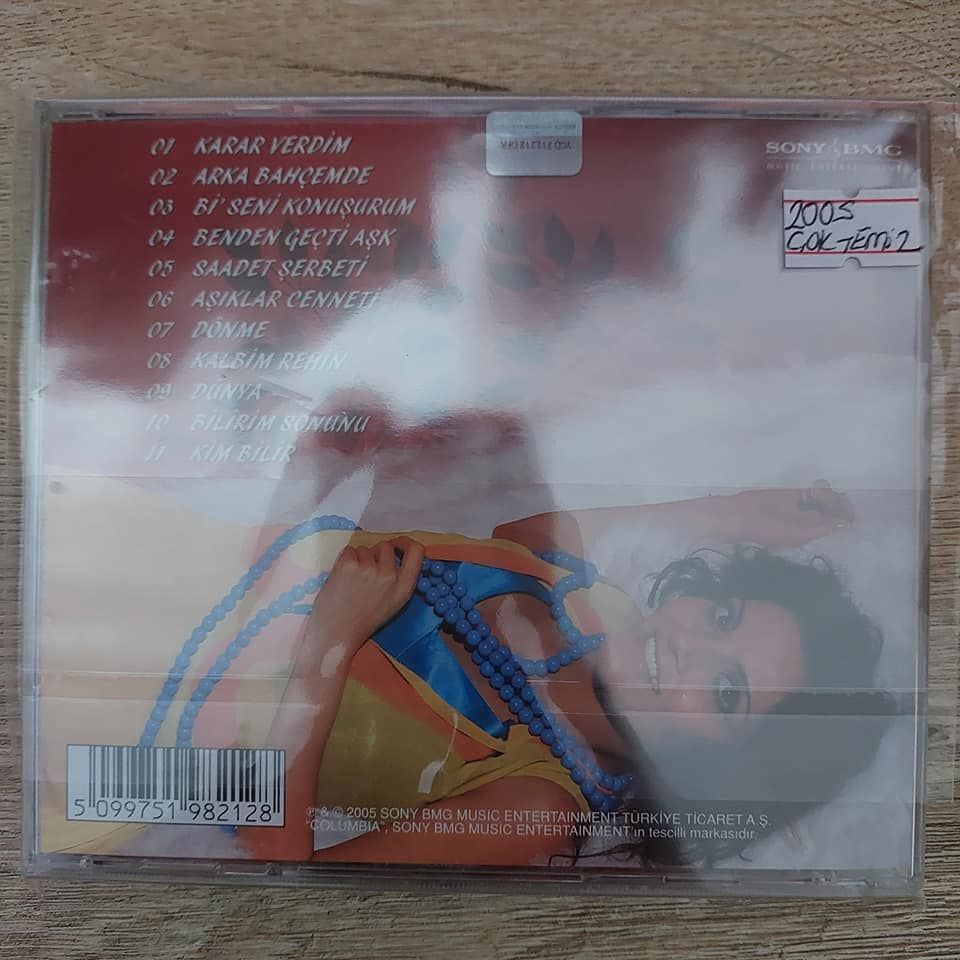 01 KARAR VERDİM
02 ARKA BAHÇEMDE
03 Bİ' SENİ KONUŞURUM
04 BENDEN GEÇTİ AŞK
05 SAADET ŞERBETİ
06 AŞIKLAR CENNETİ
07 DÖNME
08 KALBİM REHİN
09 DÜNYA
10 BİLİRİM SONUNU
11 KİM BİLİR
SONY BMG
MUSIC ENTERTAINMENT
2005
ÇOK TEMİZ
5 099751 982128
℗ & © 2005 SONY BMG MUSIC ENTERTAINMENT TÜRKİYE TİCARET A.Ş.
"COLUMBIA", SONY BMG MUSIC ENTERTAINMENT'ın tescilli markasıdır.